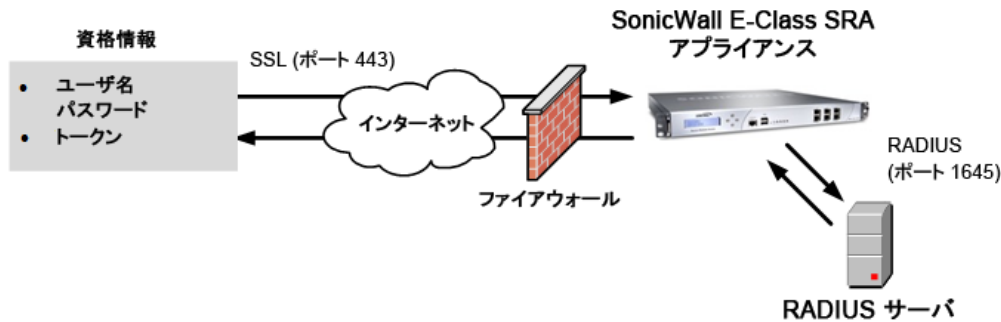 SonicWall E-Class SRA
アプライアンス
資格情報
SSL (ポート 443)
• ユーザ名
パスワード
• トークン
インターネット
ファイアウォール
RADIUS
(ポート 1645)
RADIUS サーバ